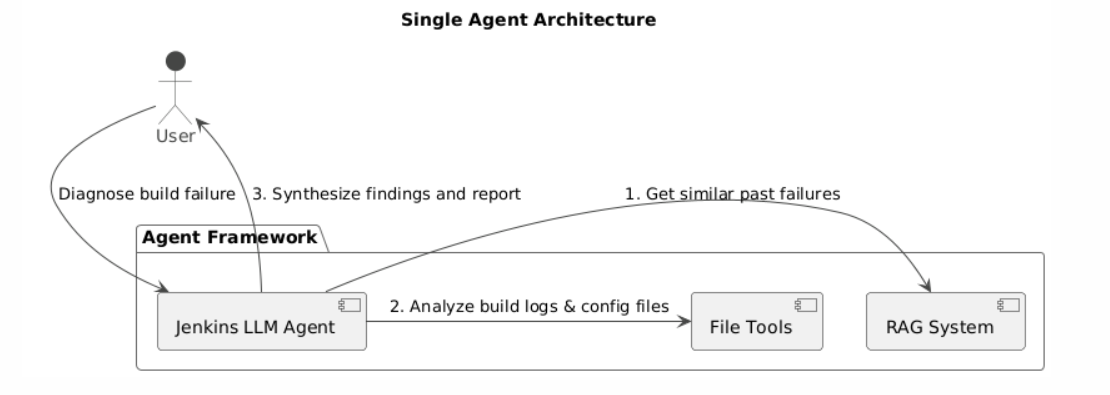 Single Agent Architecture
User
Diagnose build failure
3. Synthesize findings and report
1. Get similar past failures
Agent Framework
2. Analyze build logs & config files
Jenkins LLM Agent
File Tools
RAG System